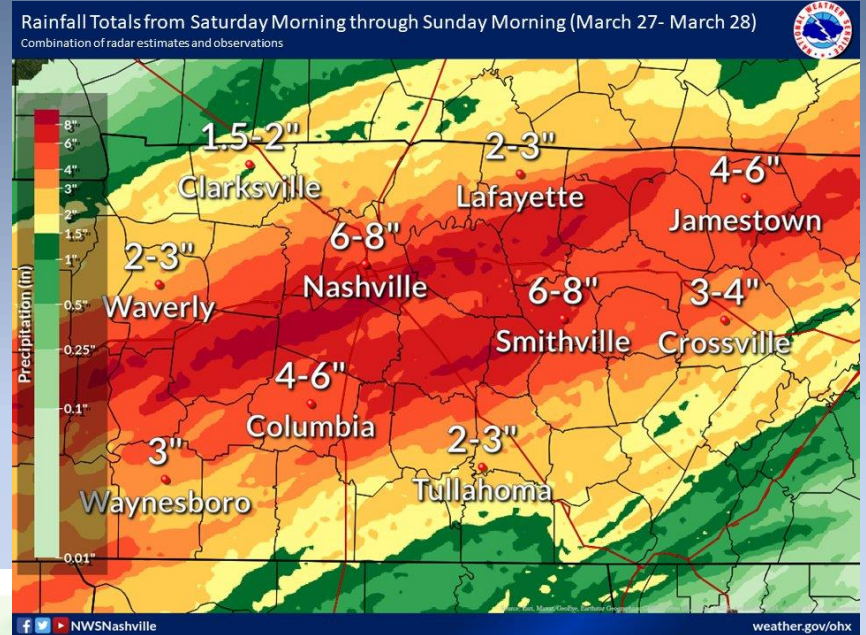 Rainfall Totals from Saturday Morning through Sunday Morning (March 27- March 28)
Combination of radar estimates and observations
NATIONAL WEATHER SERVICE
Precipitation (in)
8"
6"
4"
3"
2"
1.5"
1"
0.5"
0.25"
0.1"
0.01"
1.5-2"
Clarksville
2-3"
Lafayette
4-6"
Jamestown
2-3"
Waverly
6-8"
Nashville
6-8"
Smithville
3-4"
Crossville
4-6"
Columbia
3"
Waynesboro
2-3"
Tullahoma
NWSNashville
weather.gov/ohx